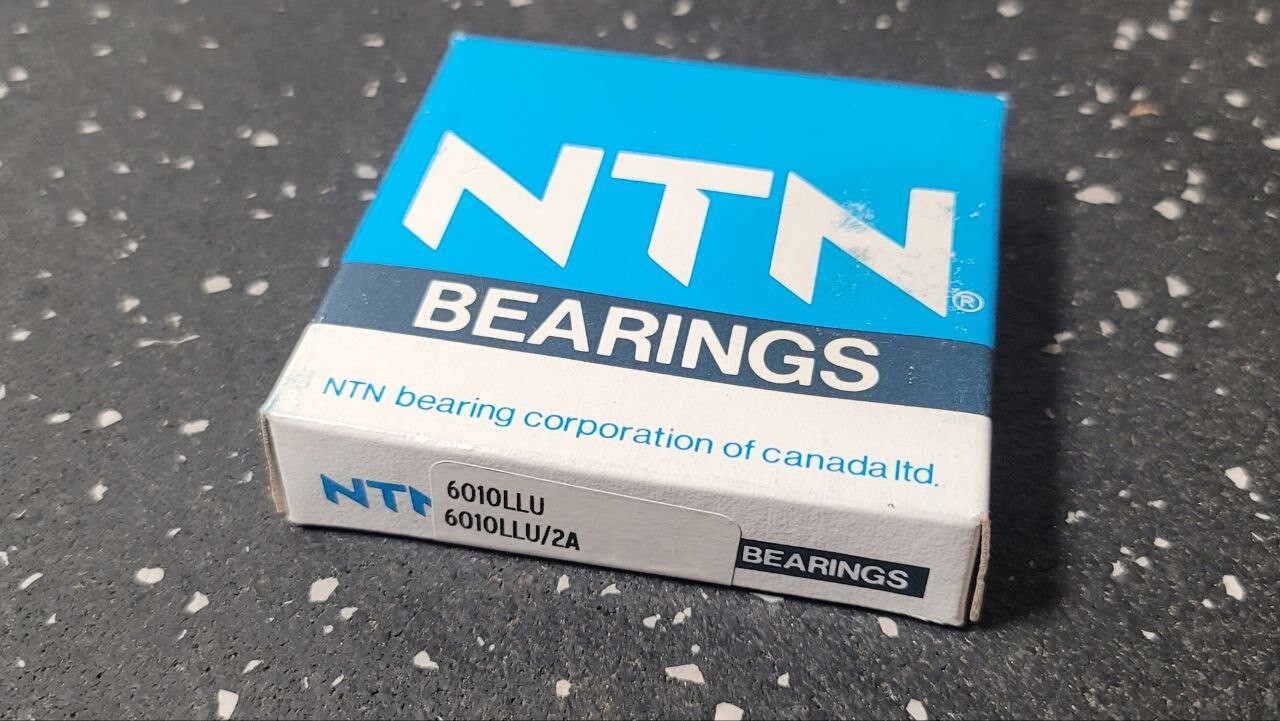 NTN®
BEARINGS
NTN bearing corporation of canada ltd.
NTN
6010LLU
6010LLU/2A
BEARINGS